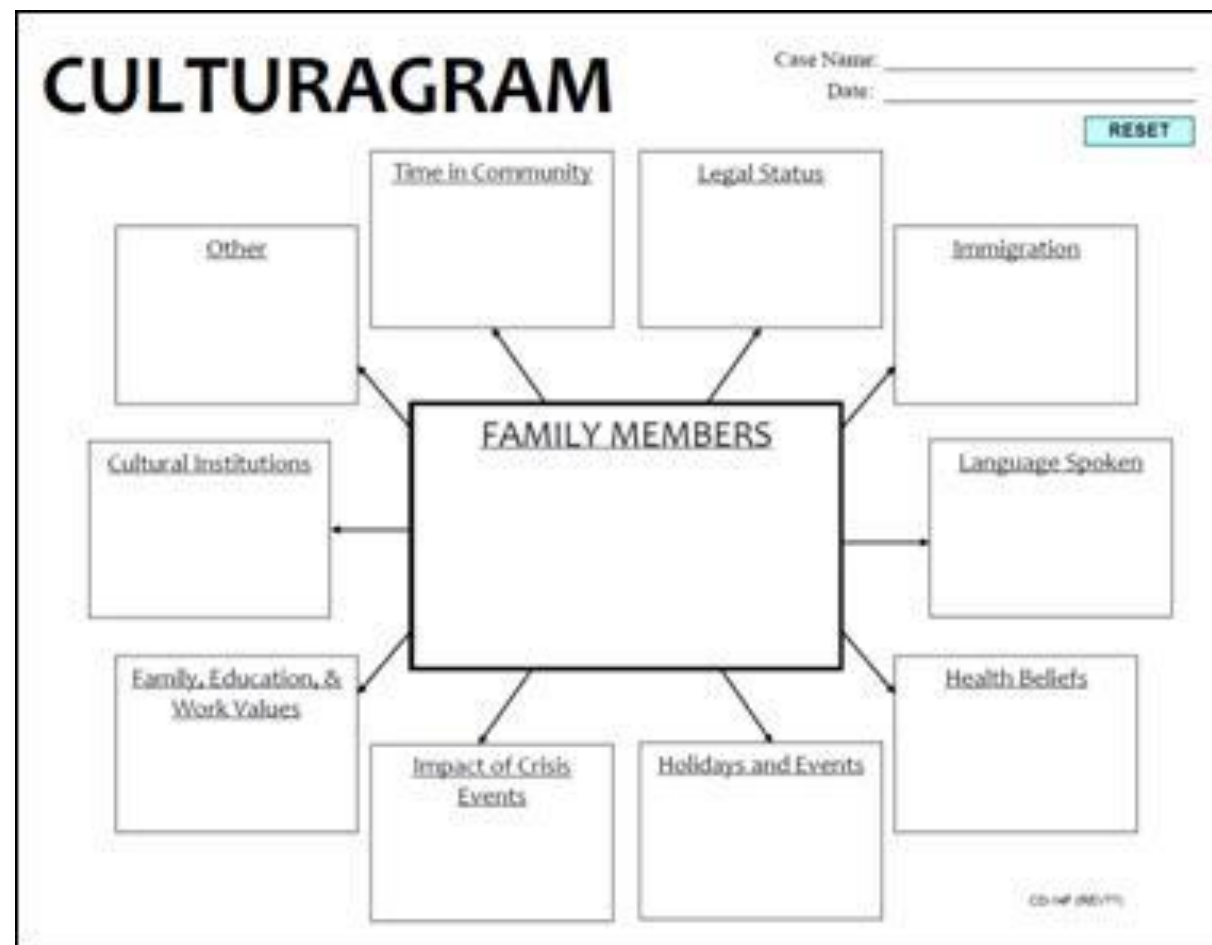 CULTURAGRAM
Case Name:
Date:
RESET
Time in Community
Legal Status
Other
Immigration
FAMILY MEMBERS
Cultural Institutions
Language Spoken
Family, Education, &
Work Values
Health Beliefs
Impact of Crisis
Events
Holidays and Events